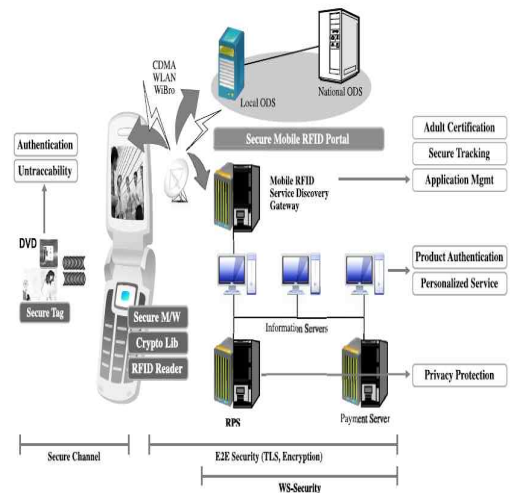 CDMA
WLAN
WiBro
Local ODS
National ODS
Secure Mobile RFID Portal
Authentication
Untraceability
DVD
Secure Tag
Secure M/W
Crypto Lib
RFID Reader
Mobile RFID
Service Discovery
Gateway
Adult Certification
Secure Tracking
Application Mgmt
Product Authentication
Personalized Service
Information Servers
RPS
Payment Server
Privacy Protection
Secure Channel
E2E Security (TLS, Encryption)
WS-Security